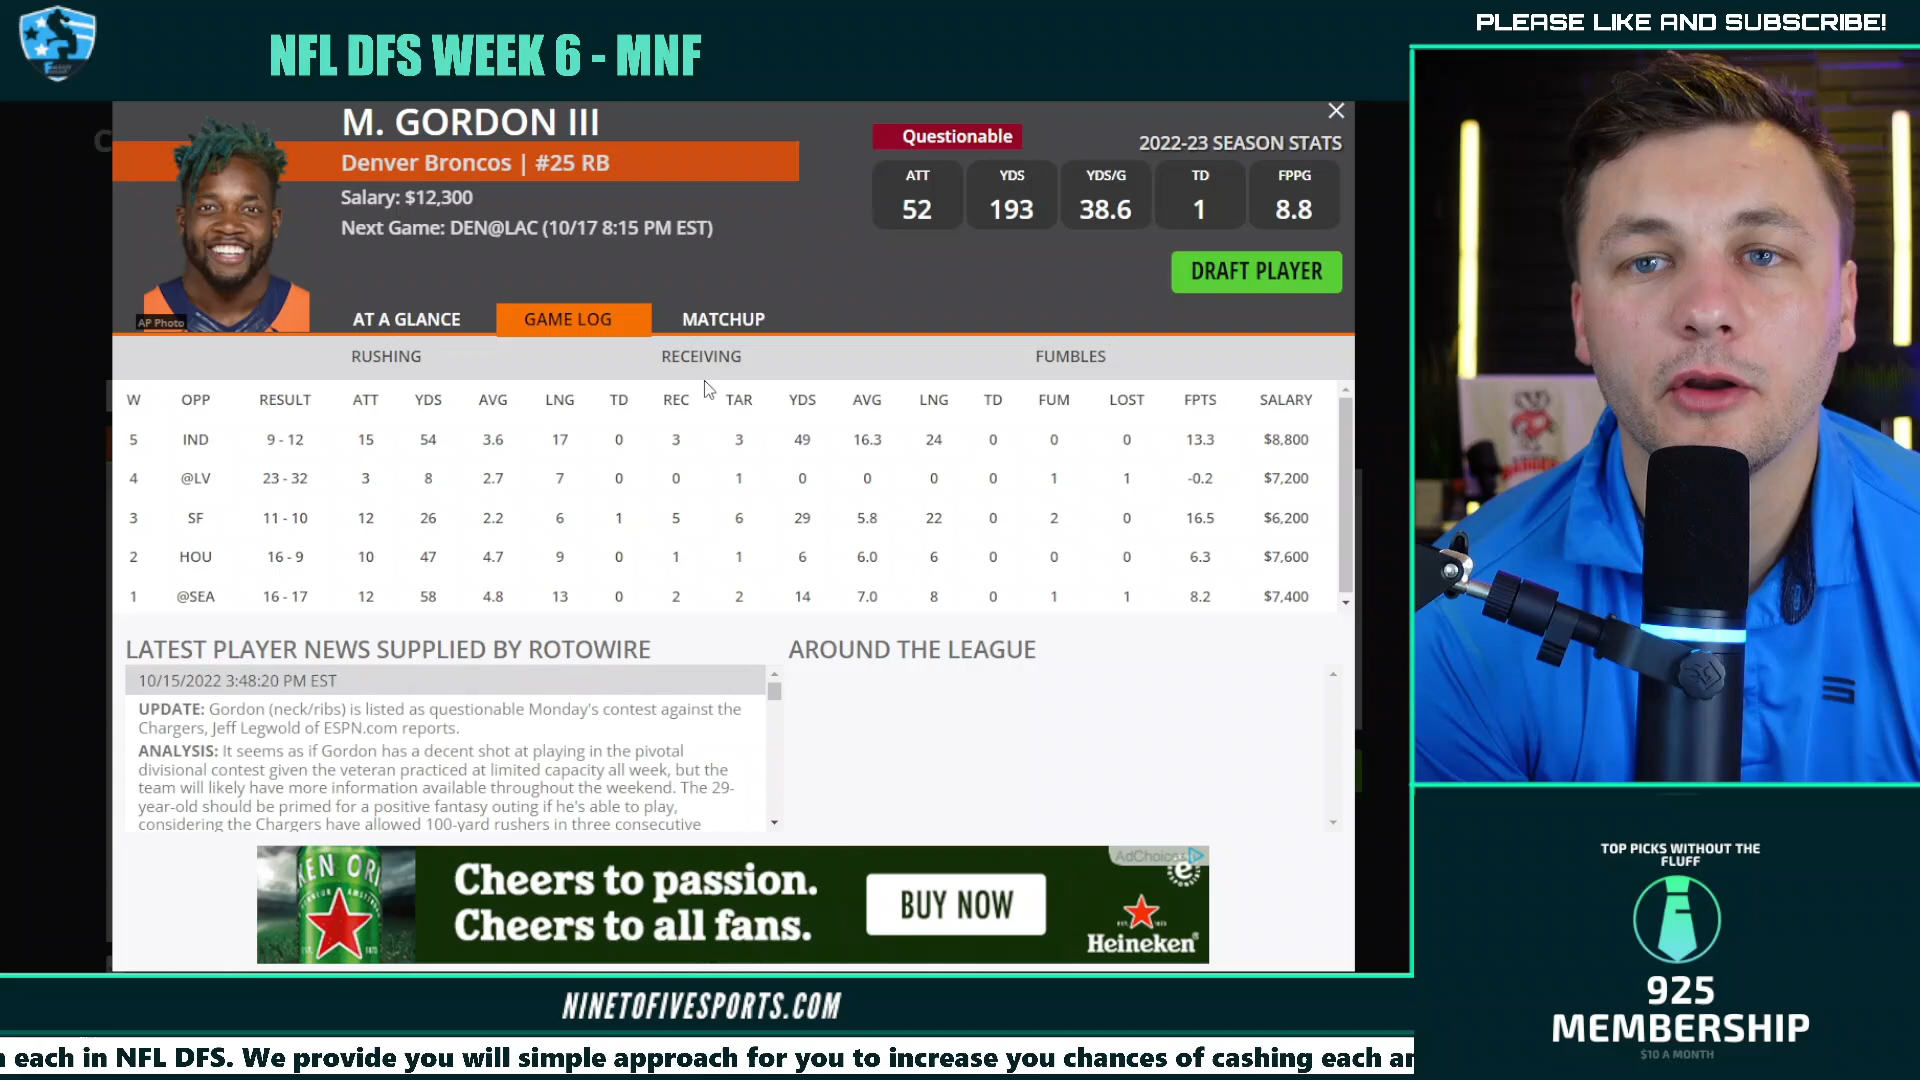 PLEASE LIKE AND SUBSCRIBE!
NFL DFS WEEK 6 - MNF
M. GORDON III
Denver Broncos | #25 RB
Salary: $12,300
Next Game: DEN@LAC (10/17 8:15 PM EST)
Questionable
2022-23 SEASON STATS
ATT YDS YDS/G TD FPPG
52 193 38.6 1 8.8
DRAFT PLAYER
AP Photo
AT A GLANCE GAME LOG MATCHUP
RUSHING RECEIVING FUMBLES
W OPP RESULT ATT YDS AVG LNG TD REC TAR YDS AVG LNG TD FUM LOST FPTS SALARY
5 IND 9 - 12 15 54 3.6 17 0 3 3 49 16.3 24 0 0 0 13.3 $8,800
4 @LV 23 - 32 3 8 2.7 7 0 0 1 0 0 0 0 1 1 -0.2 $7,200
3 SF 11 - 10 12 26 2.2 6 1 5 6 29 5.8 22 0 2 0 16.5 $6,200
2 HOU 16 - 9 10 47 4.7 9 0 1 1 6 6.0 6 0 0 0 6.3 $7,600
1 @SEA 16 - 17 12 58 4.8 13 0 2 2 14 7.0 8 0 1 1 8.2 $7,400
LATEST PLAYER NEWS SUPPLIED BY ROTOWIRE
10/15/2022 3:48:20 PM EST
UPDATE: Gordon (neck/ribs) is listed as questionable Monday's contest against the
Chargers, Jeff Legwold of ESPN.com reports.
ANALYSIS: It seems as if Gordon has a decent shot at playing in the pivotal
divisional contest given the veteran practiced at limited capacity all week, but the
team will likely have more information available throughout the weekend. The 29-
year-old should be primed for a positive fantasy outing if he's able to play,
considering the Chargers have allowed 100-yard rushers in three consecutive
AROUND THE LEAGUE
KEN ORI
Cheers to passion.
Cheers to all fans.
BUY NOW
AdChoices
Heineken
TOP PICKS WITHOUT THE
FLUFF
925
MEMBERSHIP
$10 A MONTH
NINETOFIVESPORTS.COM
n each in NFL DFS. We provide you will simple approach for you to increase you chances of cashing each an